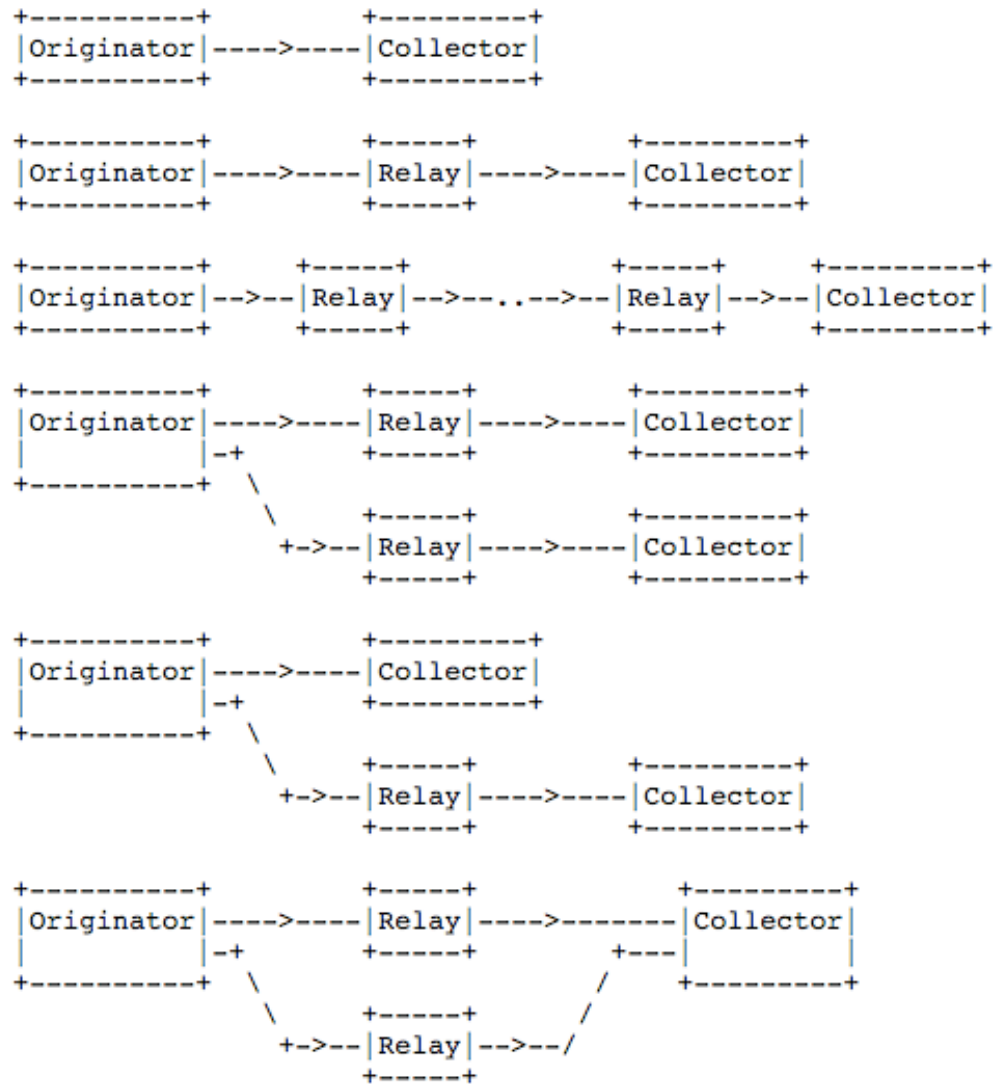 +----------+         +---------+
|Originator|---->----|Collector|
+----------+         +---------+

+----------+         +-----+         +---------+
|Originator|---->----|Relay|---->----|Collector|
+----------+         +-----+         +---------+

+----------+     +-----+            +-----+     +---------+
|Originator|-->--|Relay|-->--..-->--|Relay|-->--|Collector|
+----------+     +-----+            +-----+     +---------+

+----------+         +-----+         +---------+
|Originator|---->----|Relay|---->----|Collector|
|          |-+       +-----+         +---------+
+----------+  \
               \     +-----+         +---------+
                +->--|Relay|---->----|Collector|
                     +-----+         +---------+

+----------+         +---------+
|Originator|---->----|Collector|
|          |-+       +---------+
+----------+  \
               \     +-----+         +---------+
                +->--|Relay|---->----|Collector|
                     +-----+         +---------+

+----------+         +-----+            +---------+
|Originator|---->----|Relay|---->-------|Collector|
|          |-+       +-----+        +---|         |
+----------+  \                    /    +---------+
               \     +-----+      /
                +->--|Relay|-->--/
                     +-----+